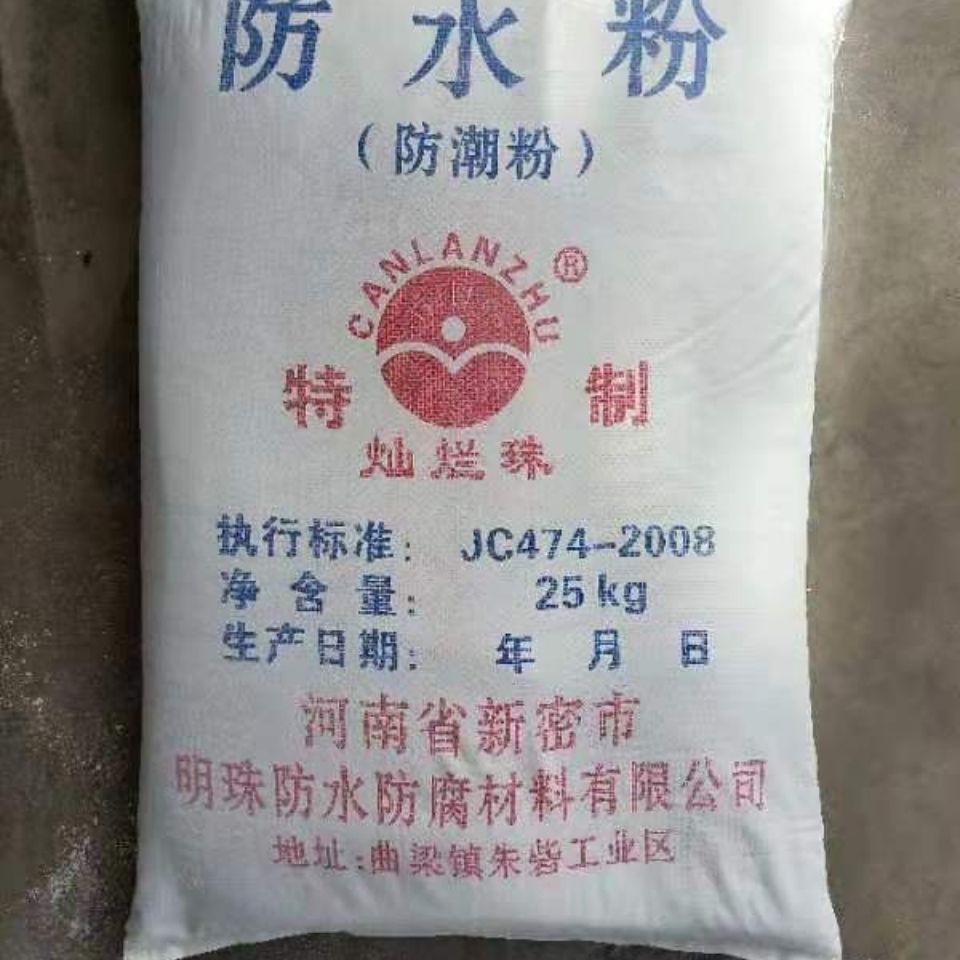 防水粉
（防潮粉）
CANLANZHU®
特制
灿烂珠
执行标准：JC474-2008
净含量：25kg
生产日期：年 月 日
河南省新密市
明珠防水防腐材料有限公司
地址:曲梁镇朱砦工业区